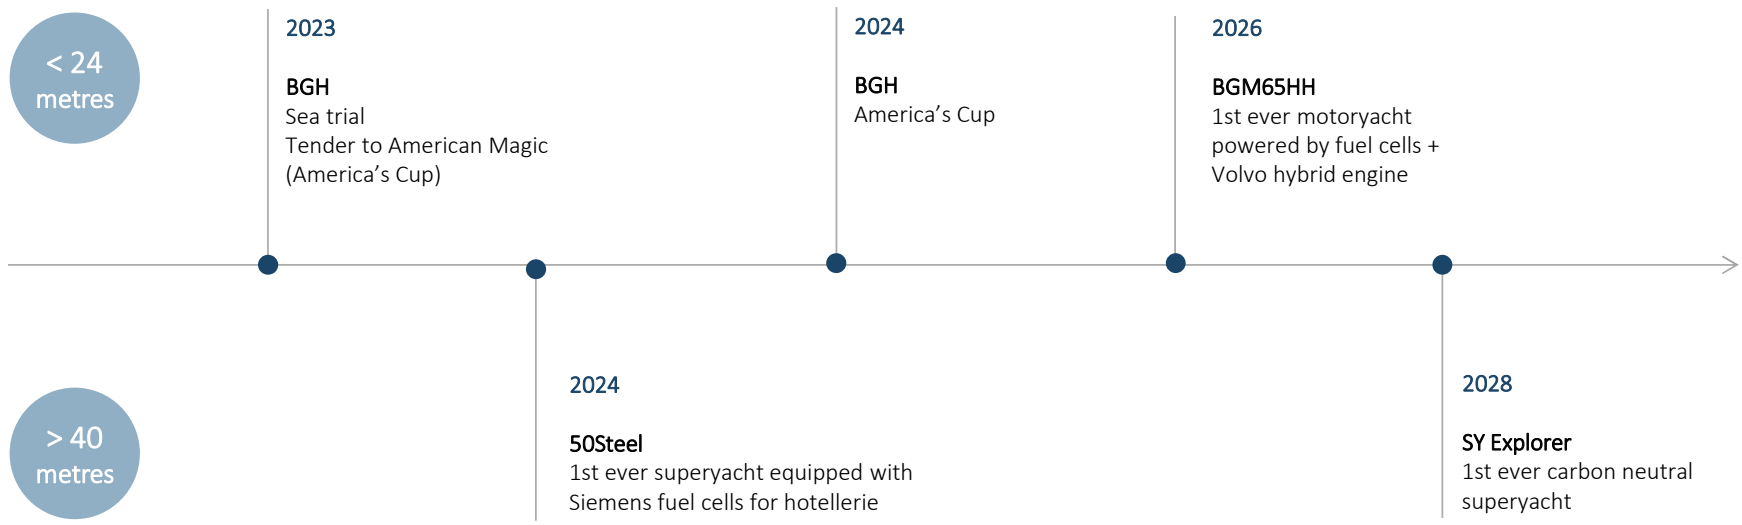 < 24
metres
2023
BGH
Sea trial
Tender to American Magic
(America’s Cup)
2024
BGH
America’s Cup
2026
BGM65HH
1st ever motoryacht
powered by fuel cells +
Volvo hybrid engine
> 40
metres
2024
50Steel
1st ever superyacht equipped with
Siemens fuel cells for hotellerie
2028
SY Explorer
1st ever carbon neutral
superyacht